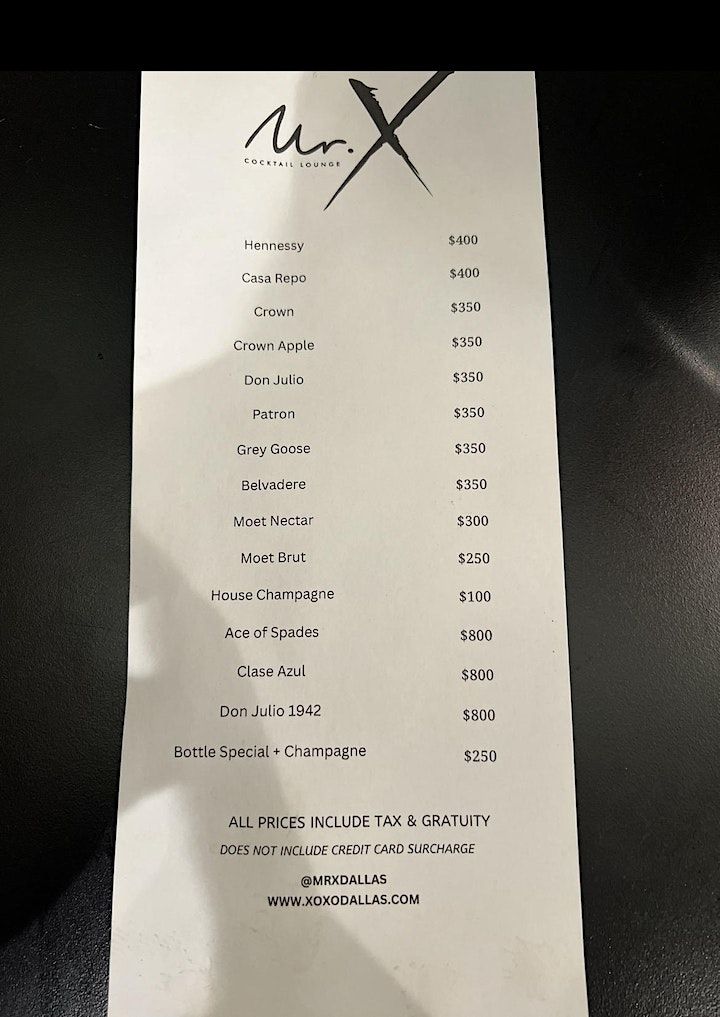 Mr. X
COCKTAIL LOUNGE
Hennessy $400
Casa Repo $400
Crown $350
Crown Apple $350
Don Julio $350
Patron $350
Grey Goose $350
Belvadere $350
Moet Nectar $300
Moet Brut $250
House Champagne $100
Ace of Spades $800
Clase Azul $800
Don Julio 1942 $800
Bottle Special + Champagne $250
ALL PRICES INCLUDE TAX & GRATUITY
DOES NOT INCLUDE CREDIT CARD SURCHARGE
@MRXDALLAS
WWW.XOXODALLAS.COM